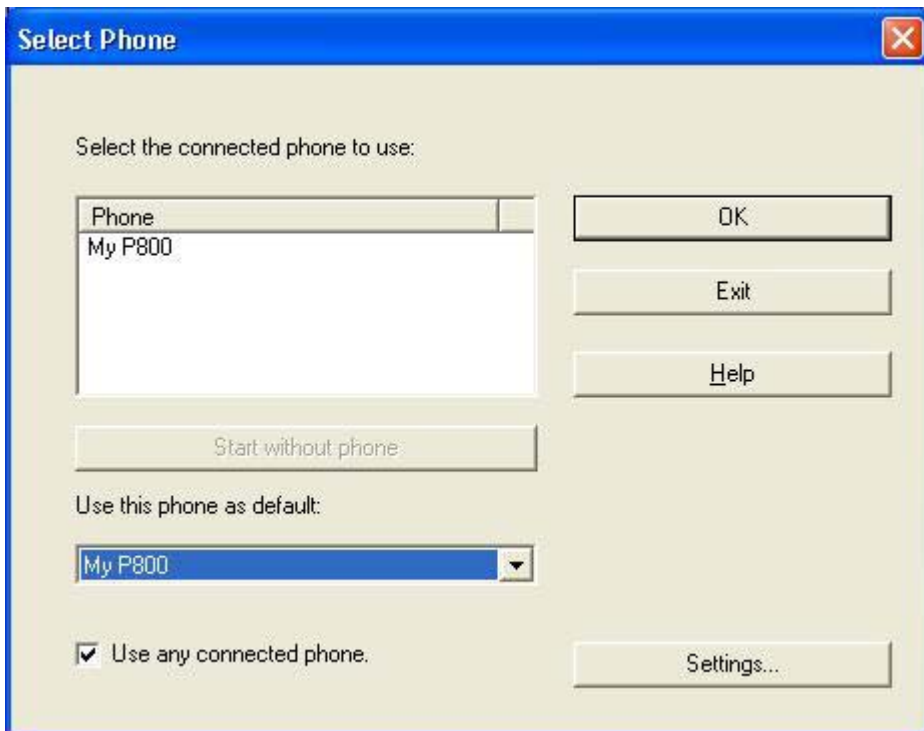 Select Phone
Select the connected phone to use:
Phone
My P800
OK
Exit
Help
Start without phone
Use this phone as default:
My P800
Use any connected phone.
Settings...